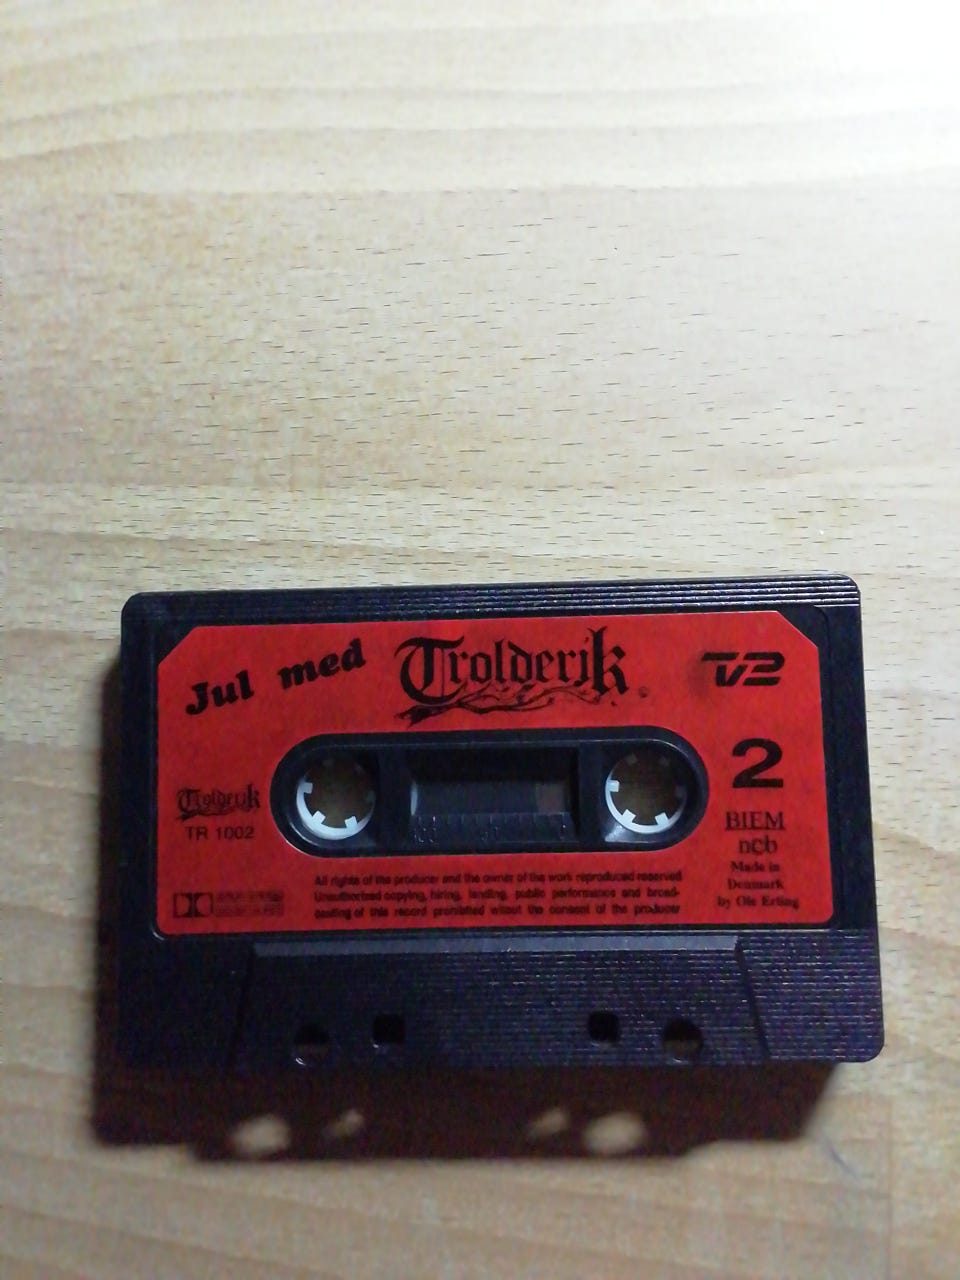 Jul med Trolderik
TV2
2
Trolderik
TR 1002
BIEM
ncb
Made in
Denmark
by Ole Erling
All rights of the producer and the owner of the work reproduced reserved
Unauthorised copying, hiring, lending, public performance and broad-
casting of this record prohibited witout the consent of the producer